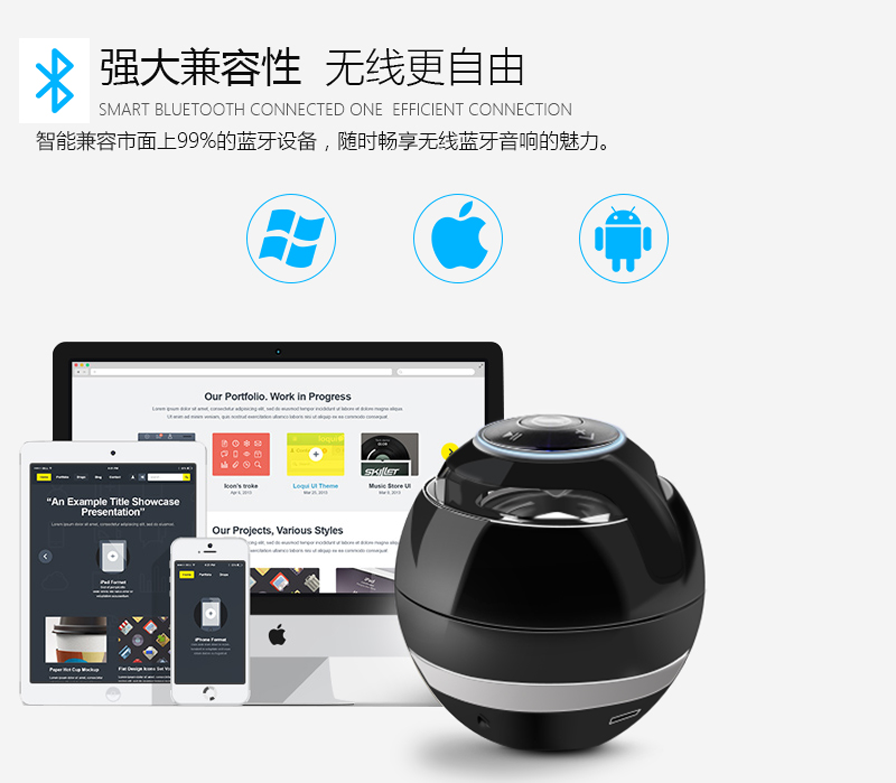 强大兼容性 无线更自由
SMART BLUETOOTH CONNECTED ONE EFFICIENT CONNECTION
智能兼容市面上99%的蓝牙设备，随时畅享无线蓝牙音响的魅力。
Our Portfolio. Work in Progress
Icon's troke
Loqui UI Theme
Music Store UI
SKILLET
"An Example Title Showcase
Presentation"
Our Projects, Various Styles
iPad Format
iPhone Format
Paper Hot Cup Mockup
Flat Design Icons Set